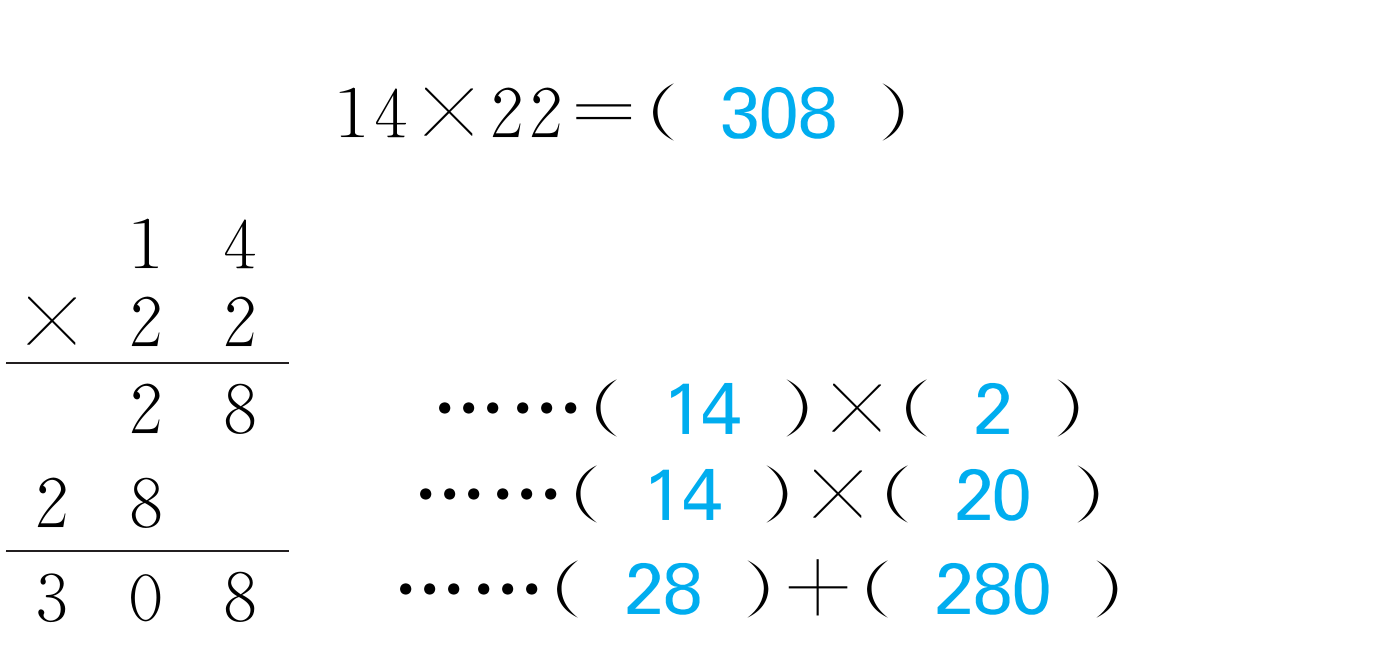 14×22=( 308 )
1 4
× 2 2
2 8 ……( 14 )×( 2 )
2 8 ……( 14 )×( 20 )
3 0 8 ……( 28 )+( 280 )